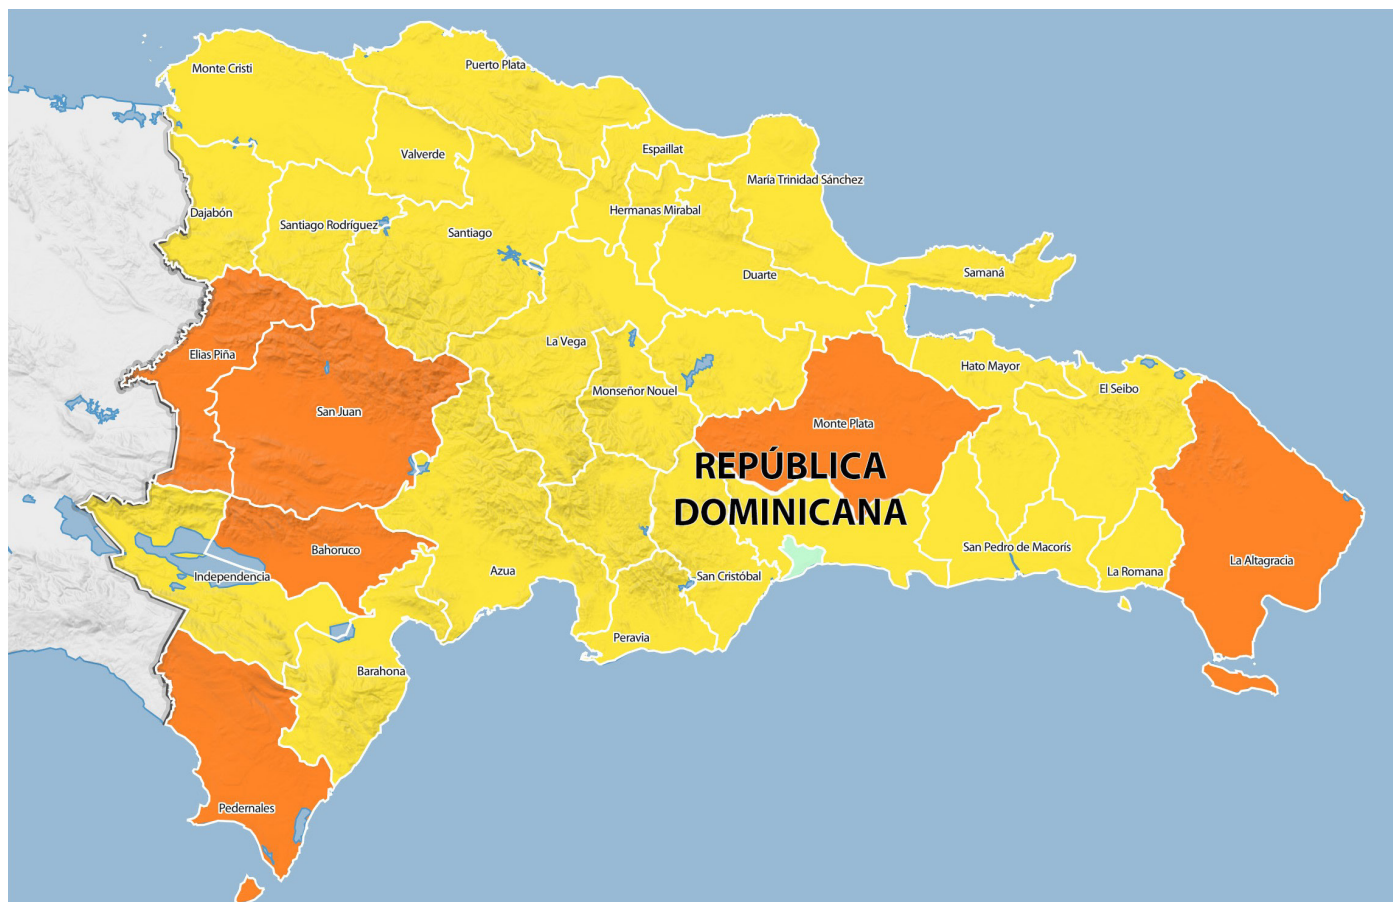 Puerto Plata
Monte Cristi
Espaillat
Valverde
María Trinidad Sánchez
Hermanas Mirabal
Dajabón
Santiago Rodríguez
Santiago
Samaná
Duarte
La Vega
Elias Piña
Hato Mayor
El Seibo
Monseñor Nouel
San Juan
Monte Plata
REPÚBLICA
DOMINICANA
San Pedro de Macorís
Bahoruco
La Altagracia
Azua
La Romana
Independencia
San Cristóbal
Peravia
Barahona
Pedernales